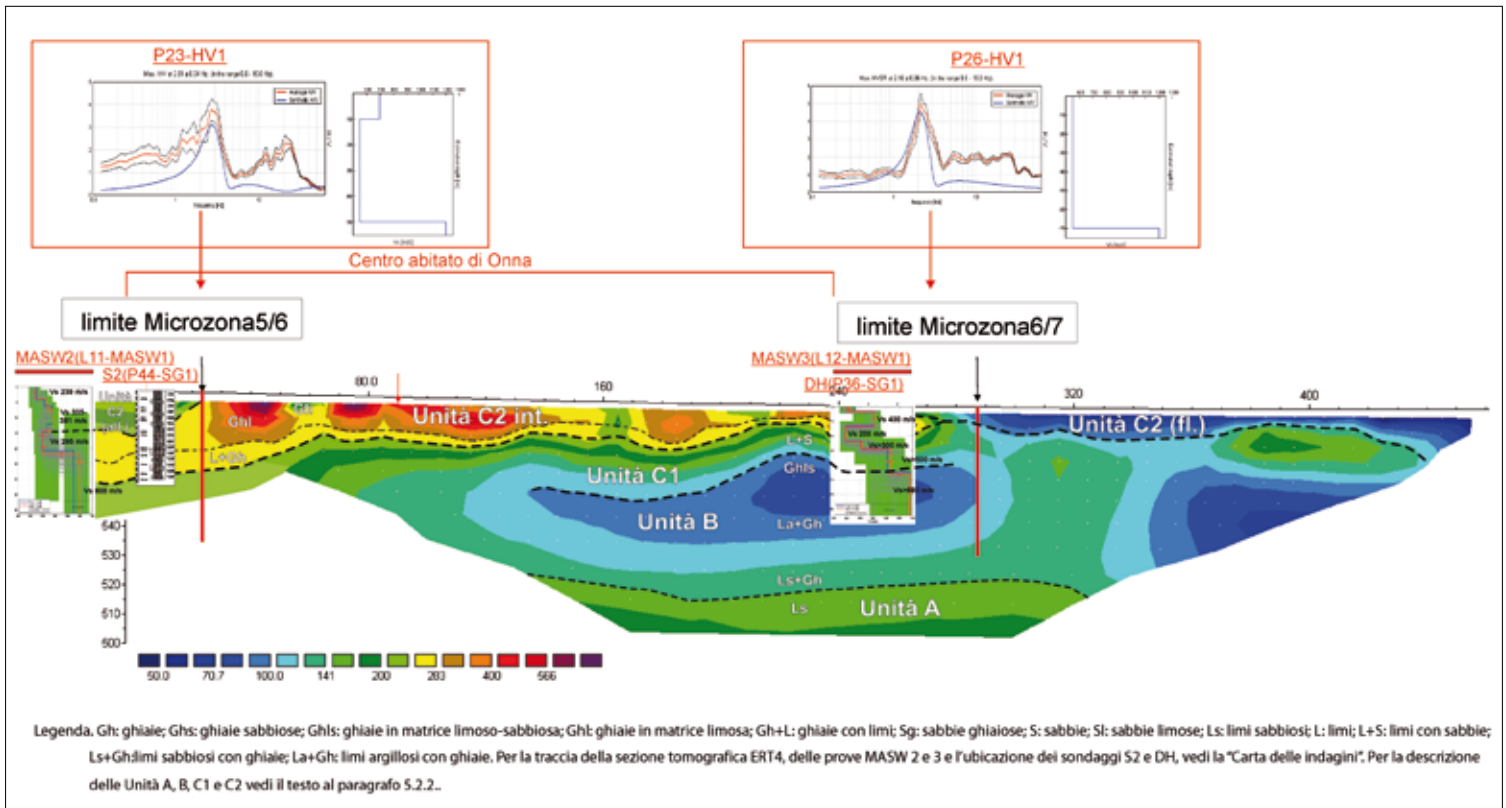 P23-HV1
P26-HV1
Average H/V
Average H/V
Centro abitato di Onna
limite Microzona5/6
limite Microzona6/7
MASW2(L11-MASW1)
S2(P44-SG1)
MASW3(L12-MASW1)
DH(P36-SG1)
80.0
160
240
320
400
Unità
C2
Ghl
L+Gh
Unità C2 int.
Unità C2 (fl.)
L+S
Ghls
Unità C1
Unità B
La+Gh
Ls+Gh
Ls
Unità A
540
520
510
500
50.0
70.7
100.0
141
200
283
400
566
Legenda. Gh: ghiaie; Ghs: ghiaie sabbiose; Ghls: ghiaie in matrice limoso-sabbiosa; Ghl: ghiaie in matrice limosa; Gh+L: ghiaie con limi; Sg: sabbie ghiaiose; S: sabbie; Sl: sabbie limose; Ls: limi sabbiosi; L: limi; L+S: limi con sabbie;
Ls+Gh:limi sabbiosi con ghiaie; La+Gh: limi argillosi con ghiaie. Per la traccia della sezione tomografica ERT4, delle prove MASW 2 e 3 e l'ubicazione dei sondaggi S2 e DH, vedi la "Carta delle indagini". Per la descrizione
delle Unità A, B, C1 e C2 vedi il testo al paragrafo 5.2.2..